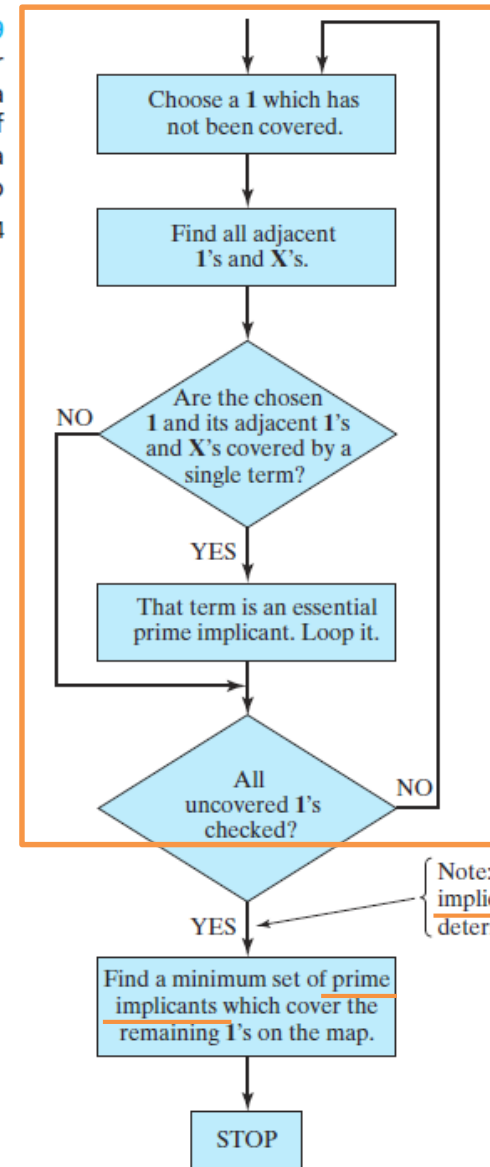 9
r
a
f
a
o
4
Choose a 1 which has
not been covered.
Find all adjacent
1's and X's.
Are the chosen
1 and its adjacent 1's
and X's covered by a
single term?
NO
YES
That term is an essential
prime implicant. Loop it.
All
uncovered 1's
checked?
NO
Note:
YES
Find a minimum set of prime
implicants which cover the
remaining 1's on the map.
STOP